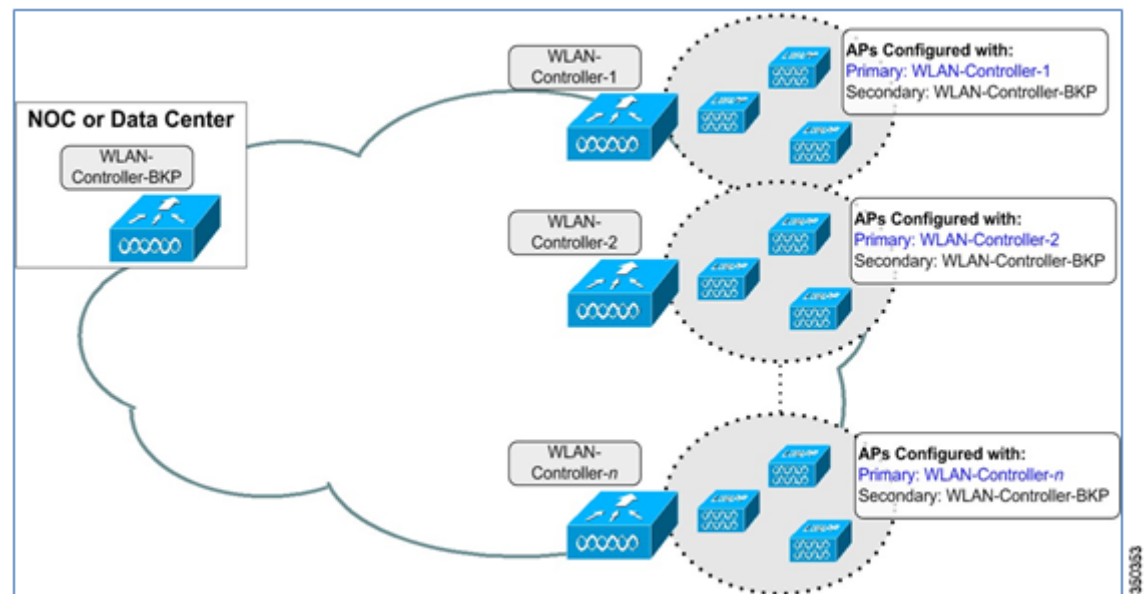 NOC or Data Center
WLAN-
Controller-BKP
WLAN-
Controller-1
APs Configured with:
Primary: WLAN-Controller-1
Secondary: WLAN-Controller-BKP
WLAN-
Controller-2
APs Configured with:
Primary: WLAN-Controller-2
Secondary: WLAN-Controller-BKP
WLAN-
Controller-n
APs Configured with:
Primary: WLAN-Controller-n
Secondary: WLAN-Controller-BKP
350353